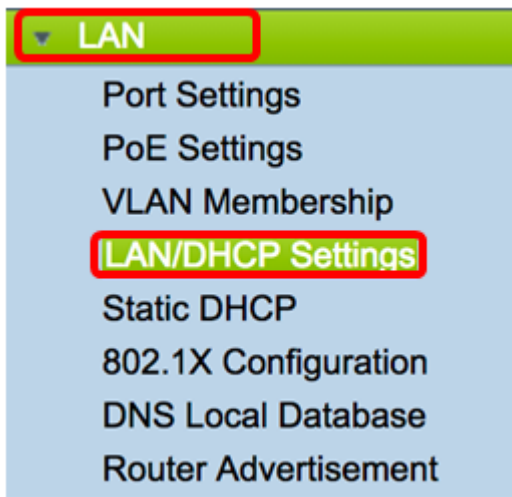 LAN
Port Settings
PoE Settings
VLAN Membership
LAN/DHCP Settings
Static DHCP
802.1X Configuration
DNS Local Database
Router Advertisement